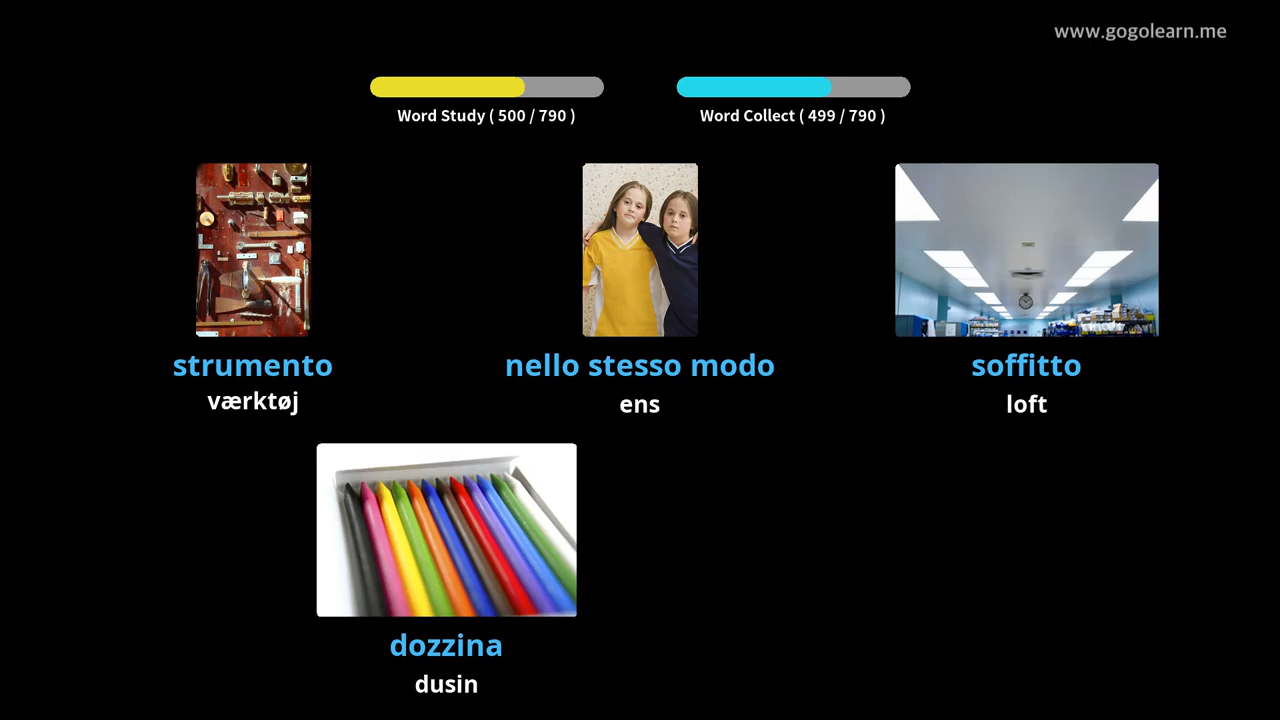 www.gogolearn.me
Word Study ( 500 / 790 )
Word Collect ( 499 / 790 )
strumento
værktøj
nello stesso modo
ens
soffitto
loft
dozzina
dusin